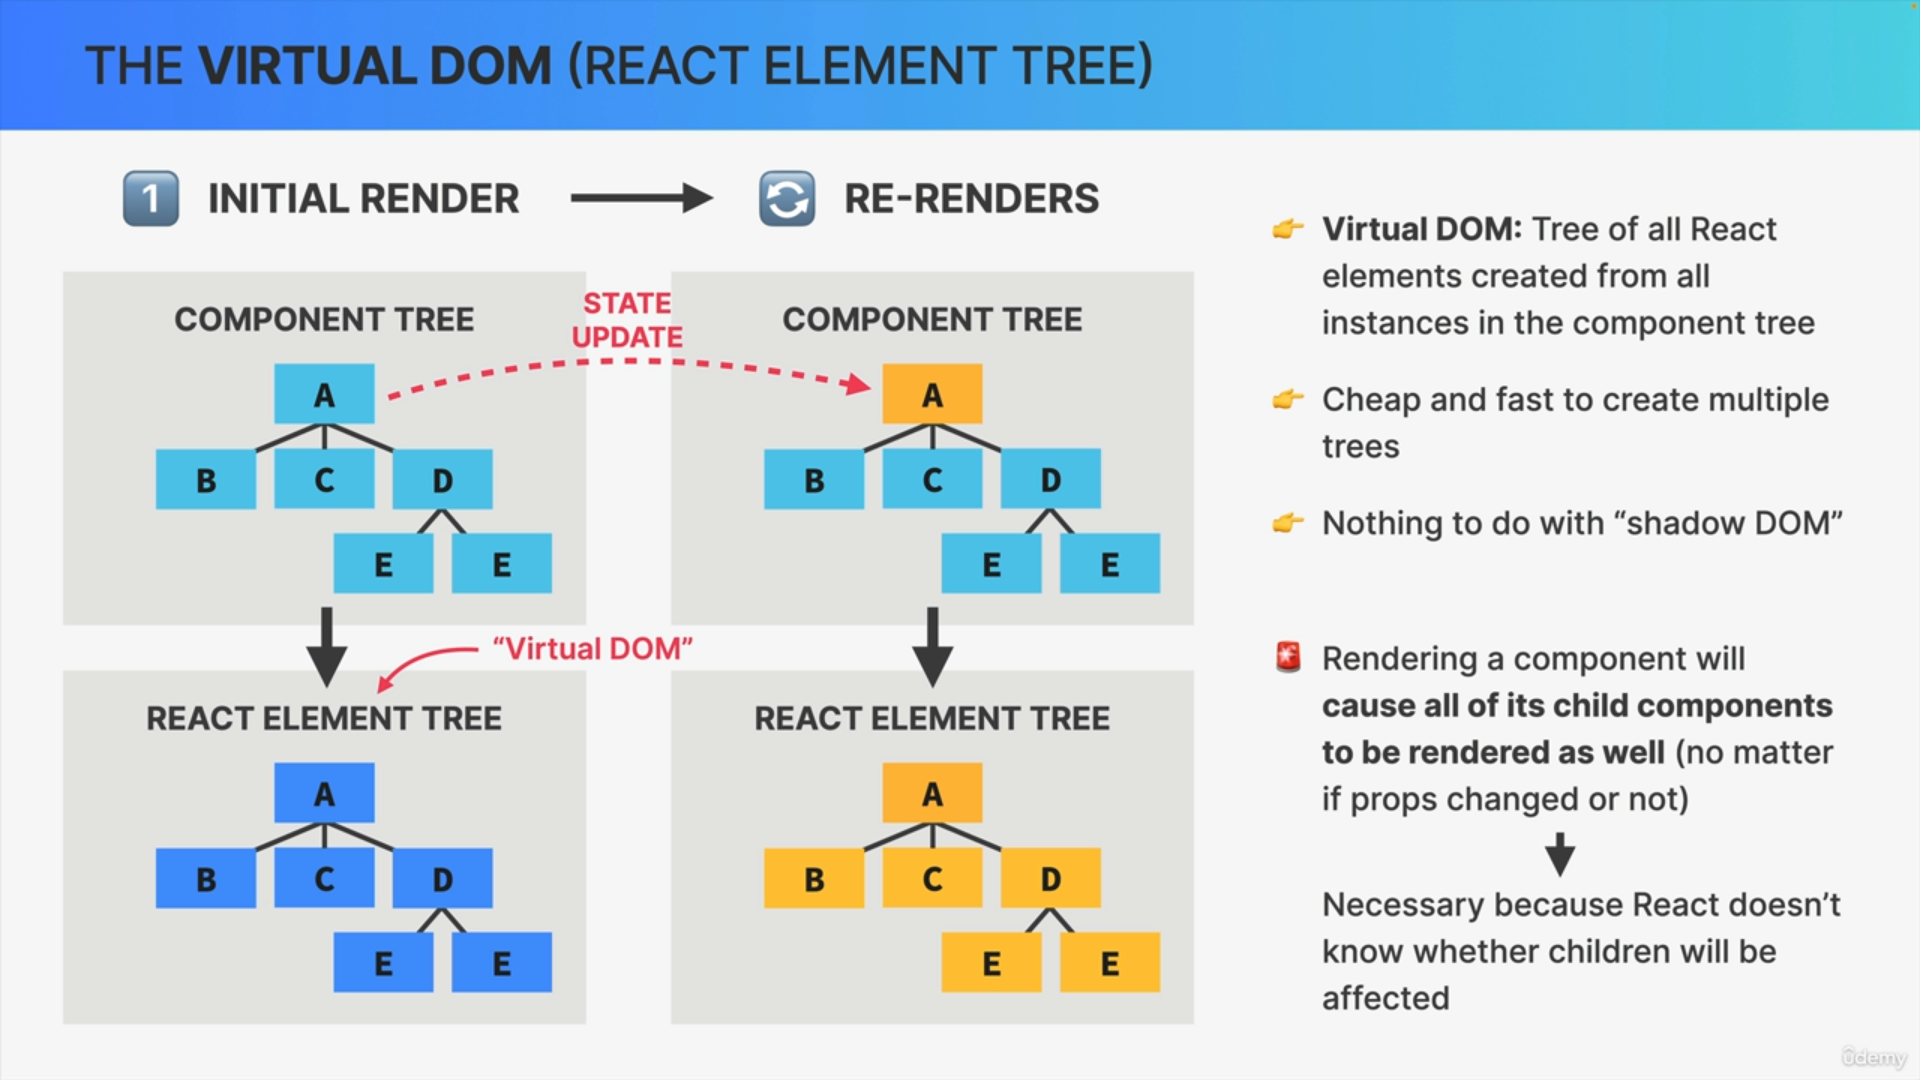 THE VIRTUAL DOM (REACT ELEMENT TREE)
1 INITIAL RENDER
RE-RENDERS
COMPONENT TREE
A
B C D
E E
STATE
UPDATE
COMPONENT TREE
A
B C D
E E
“Virtual DOM”
REACT ELEMENT TREE
A
B C D
E E
REACT ELEMENT TREE
A
B C D
E E
Virtual DOM: Tree of all React
elements created from all
instances in the component tree
Cheap and fast to create multiple
trees
Nothing to do with “shadow DOM”
Rendering a component will
cause all of its child components
to be rendered as well (no matter
if props changed or not)
Necessary because React doesn’t
know whether children will be
affected
ûdemy